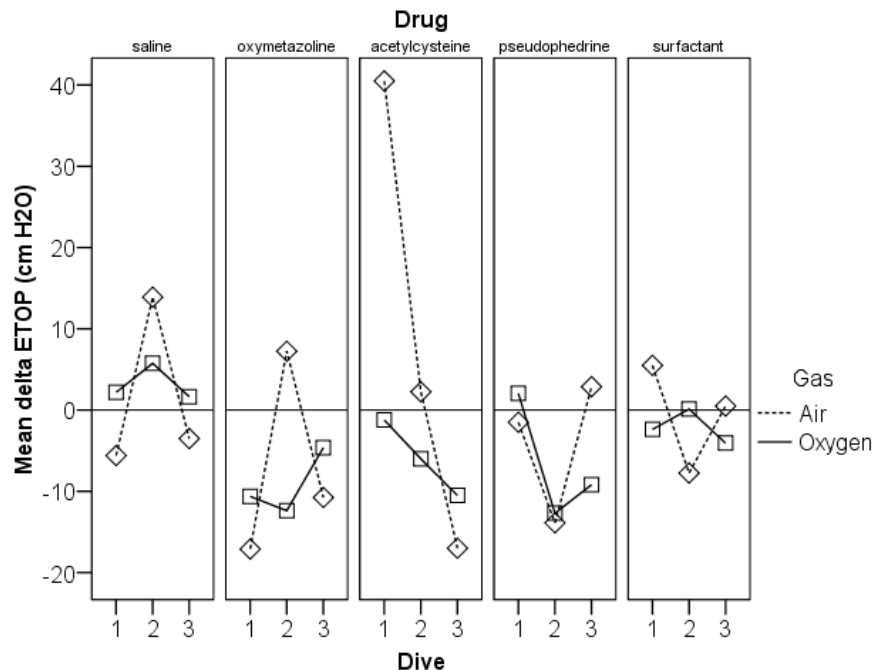 Drug
saline oxymetazoline acetylcysteine pseudophedrine surfactant
Mean delta ETOP (cm H2O)
40
30
20
10
0
-10
-20
Gas
Air
Oxygen
1 2 3 1 2 3 1 2 3 1 2 3 1 2 3
Dive